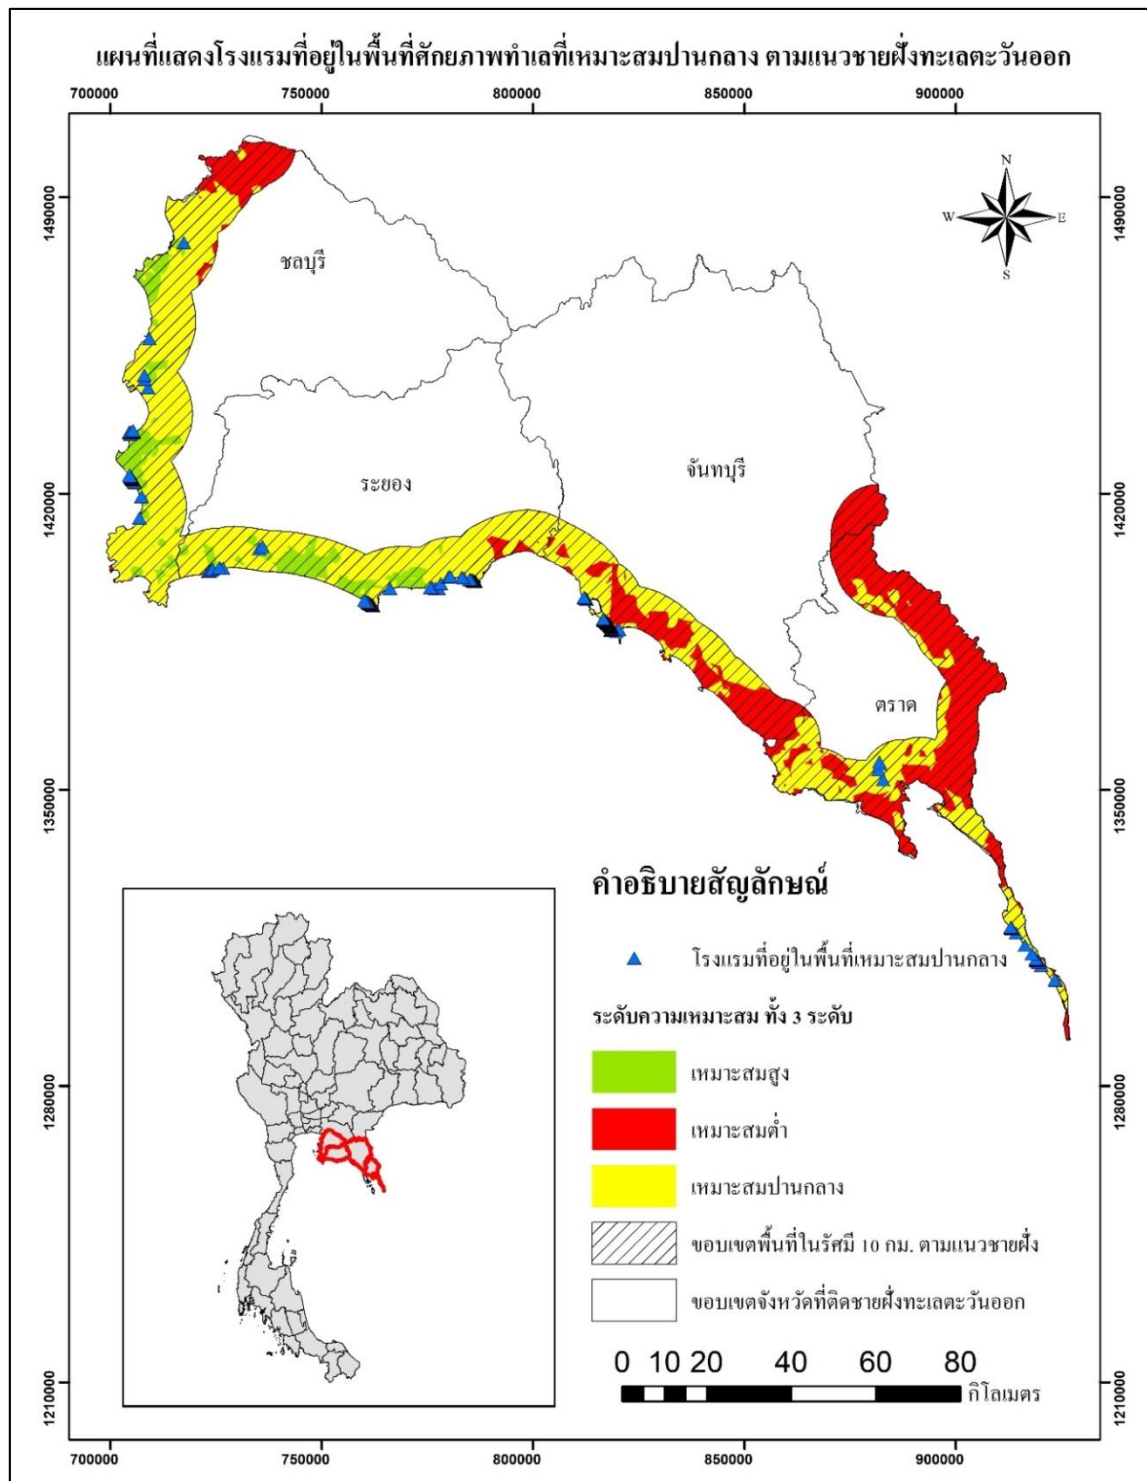 แผนที่แสดงโรงแรมที่อยู่ในพื้นที่ศักยภาพทำเลที่เหมาะสมปานกลาง ตามแนวชายฝั่งทะเลตะวันออก
700000 750000 800000 850000 900000
1490000 1490000
N
W E
S
ชลบุรี
ระยอง
จันทบุรี
1420000 1420000
ตราด
1350000 1350000
คำอธิบายสัญลักษณ์
โรงแรมที่อยู่ในพื้นที่เหมาะสมปานกลาง
ระดับความเหมาะสม ทั้ง 3 ระดับ
เหมาะสมสูง
1280000 1280000
เหมาะสมต่ำ
เหมาะสมปานกลาง
ขอบเขตพื้นที่ในรัศมี 10 กม. ตามแนวชายฝั่ง
ขอบเขตจังหวัดที่ติดชายฝั่งทะเลตะวันออก
0 10 20 40 60 80
กิโลเมตร
1210000 1210000
700000 750000 800000 850000 900000